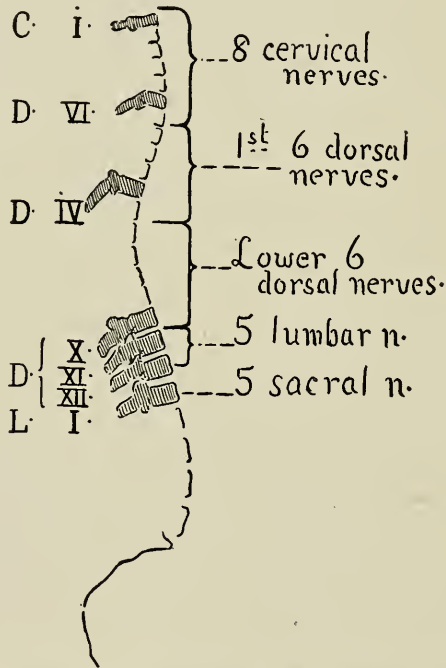 C. I.
8 cervical
nerves.
D. VI.
1st 6 dorsal
nerves.
D. IV
Lower 6
dorsal nerves.
X.
5 lumbar n.
D. XI
XII
5 sacral n.
L. I.